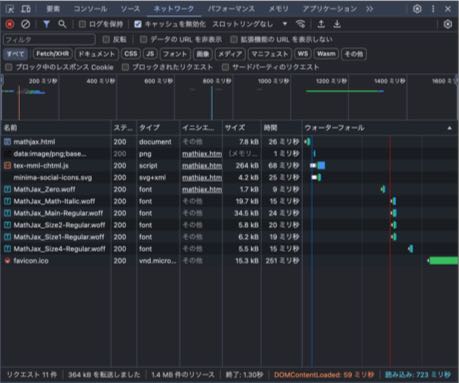 要素 コンソール ソース ネットワーク パフォーマンス メモリ アプリケーション »
ログを保持 キャッシュを無効化 スロットリングなし
フィルタ 反転 データの URL を非表示 拡張機能の URL を表示しない
すべて Fetch/XHR ドキュメント CSS JS フォント 画像 メディア マニフェスト WS Wasm その他
ブロック中のレスポンス Cookie ブロックされたリクエスト サードパーティのリクエスト
200 ミリ秒 400 ミリ秒 600 ミリ秒 800 ミリ秒 1000 ミリ秒 1200 ミリ秒 1400 ミリ秒 1600 ミリ
名前 ステ... タイプ イニシエ... サイズ 時間 ウォーターフォール
mathjax.html 200 document その他 7.8 kB 26 ミリ秒
data:image/png;base... 200 png mathjax.htm (メモリ... 1 ミリ秒
tex-mml-chtml.js 200 script mathjax.htm 264 kB 68 ミリ秒
minima-social-icons.svg 200 svg+xml mathjax.htm 4.2 kB 25 ミリ秒
MathJax_Zero.woff 200 font mathjax.htm 1.7 kB 9 ミリ秒
MathJax_Math-Italic.woff 200 font その他 19.7 kB 15 ミリ秒
MathJax_Main-Regular.woff 200 font その他 34.5 kB 24 ミリ秒
MathJax_Size2-Regular.woff 200 font その他 5.8 kB 20 ミリ秒
MathJax_Size1-Regular.woff 200 font その他 6.2 kB 20 ミリ秒
MathJax_Size4-Regular.woff 200 font その他 5.5 kB 15 ミリ秒
favicon.ico 200 vnd.micro... その他 15.3 kB 251 ミリ秒
リクエスト 11 件 364 kB を転送しました 1.4 MB 件のリソース 終了: 1.30秒 DOMContentLoaded: 59 ミリ秒 読み込み: 723 ミリ秒